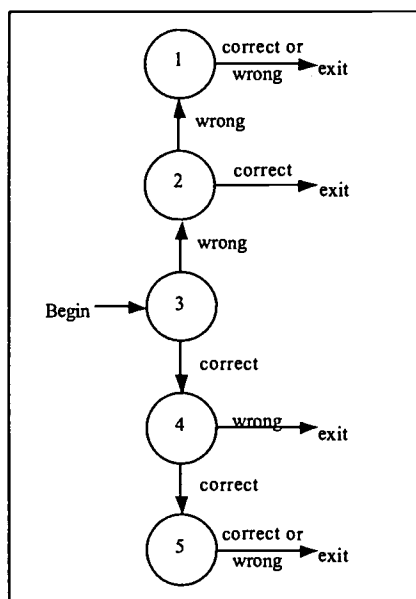 1
correct or
wrong
exit
wrong
2
correct
exit
wrong
Begin
3
correct
4
wrong
exit
correct
5
correct or
wrong
exit